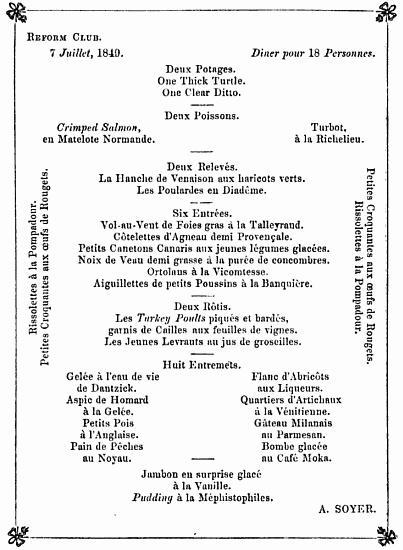 REFORM CLUB.
7 Juillet, 1849. Diner pour 18 Personnes.
Deux Potages.
One Thick Turtle.
One Clear Ditto.
Deux Poissons.
Crimped Salmon,
en Matelote Normande.
Turbot,
à la Richelieu.
Deux Relevés.
La Hanche de Venaison aux haricots verts.
Les Poulardes en Diadême.
Six Entrées.
Vol-au-Vent de Foies gras à la Talleyrand.
Côtelettes d'Agneau demi Provençale.
Petits Canetons Canaris aux jeunes légumes glacées.
Noix de Veau demi grasse à la purée de concombres.
Ortolans à la Vicomtesse.
Aiguillettes de petits Poussins à la Banquière.
Deux Rôtis.
Les Turkey Poults piqués et bardés,
garnis de Cailles aux feuilles de vignes.
Les Jeunes Levrauts au jus de groseilles.
Rissolettes à la Pompadour.
Petites Croquantes aux œufs de Rougets.
Petites Croquantes aux œufs de Rougets.
Rissolettes à la Pompadour.
Huit Entremets.
Gelée à l'eau de vie
de Dantzick.
Aspic de Homard
à la Gelée.
Petits Pois
à l'Anglaise.
Pain de Pêches
au Noyau.
Flanc d'Abricôts
aux Liqueurs.
Quartiers d'Artichaux
à la Vénitienne.
Gâteau Milanais
au Parmesan.
Bombe glacée
au Café Moka.
Jambon en surprise glacé
à la Vanille.
Pudding à la Méphistophiles.
A. SOYER.